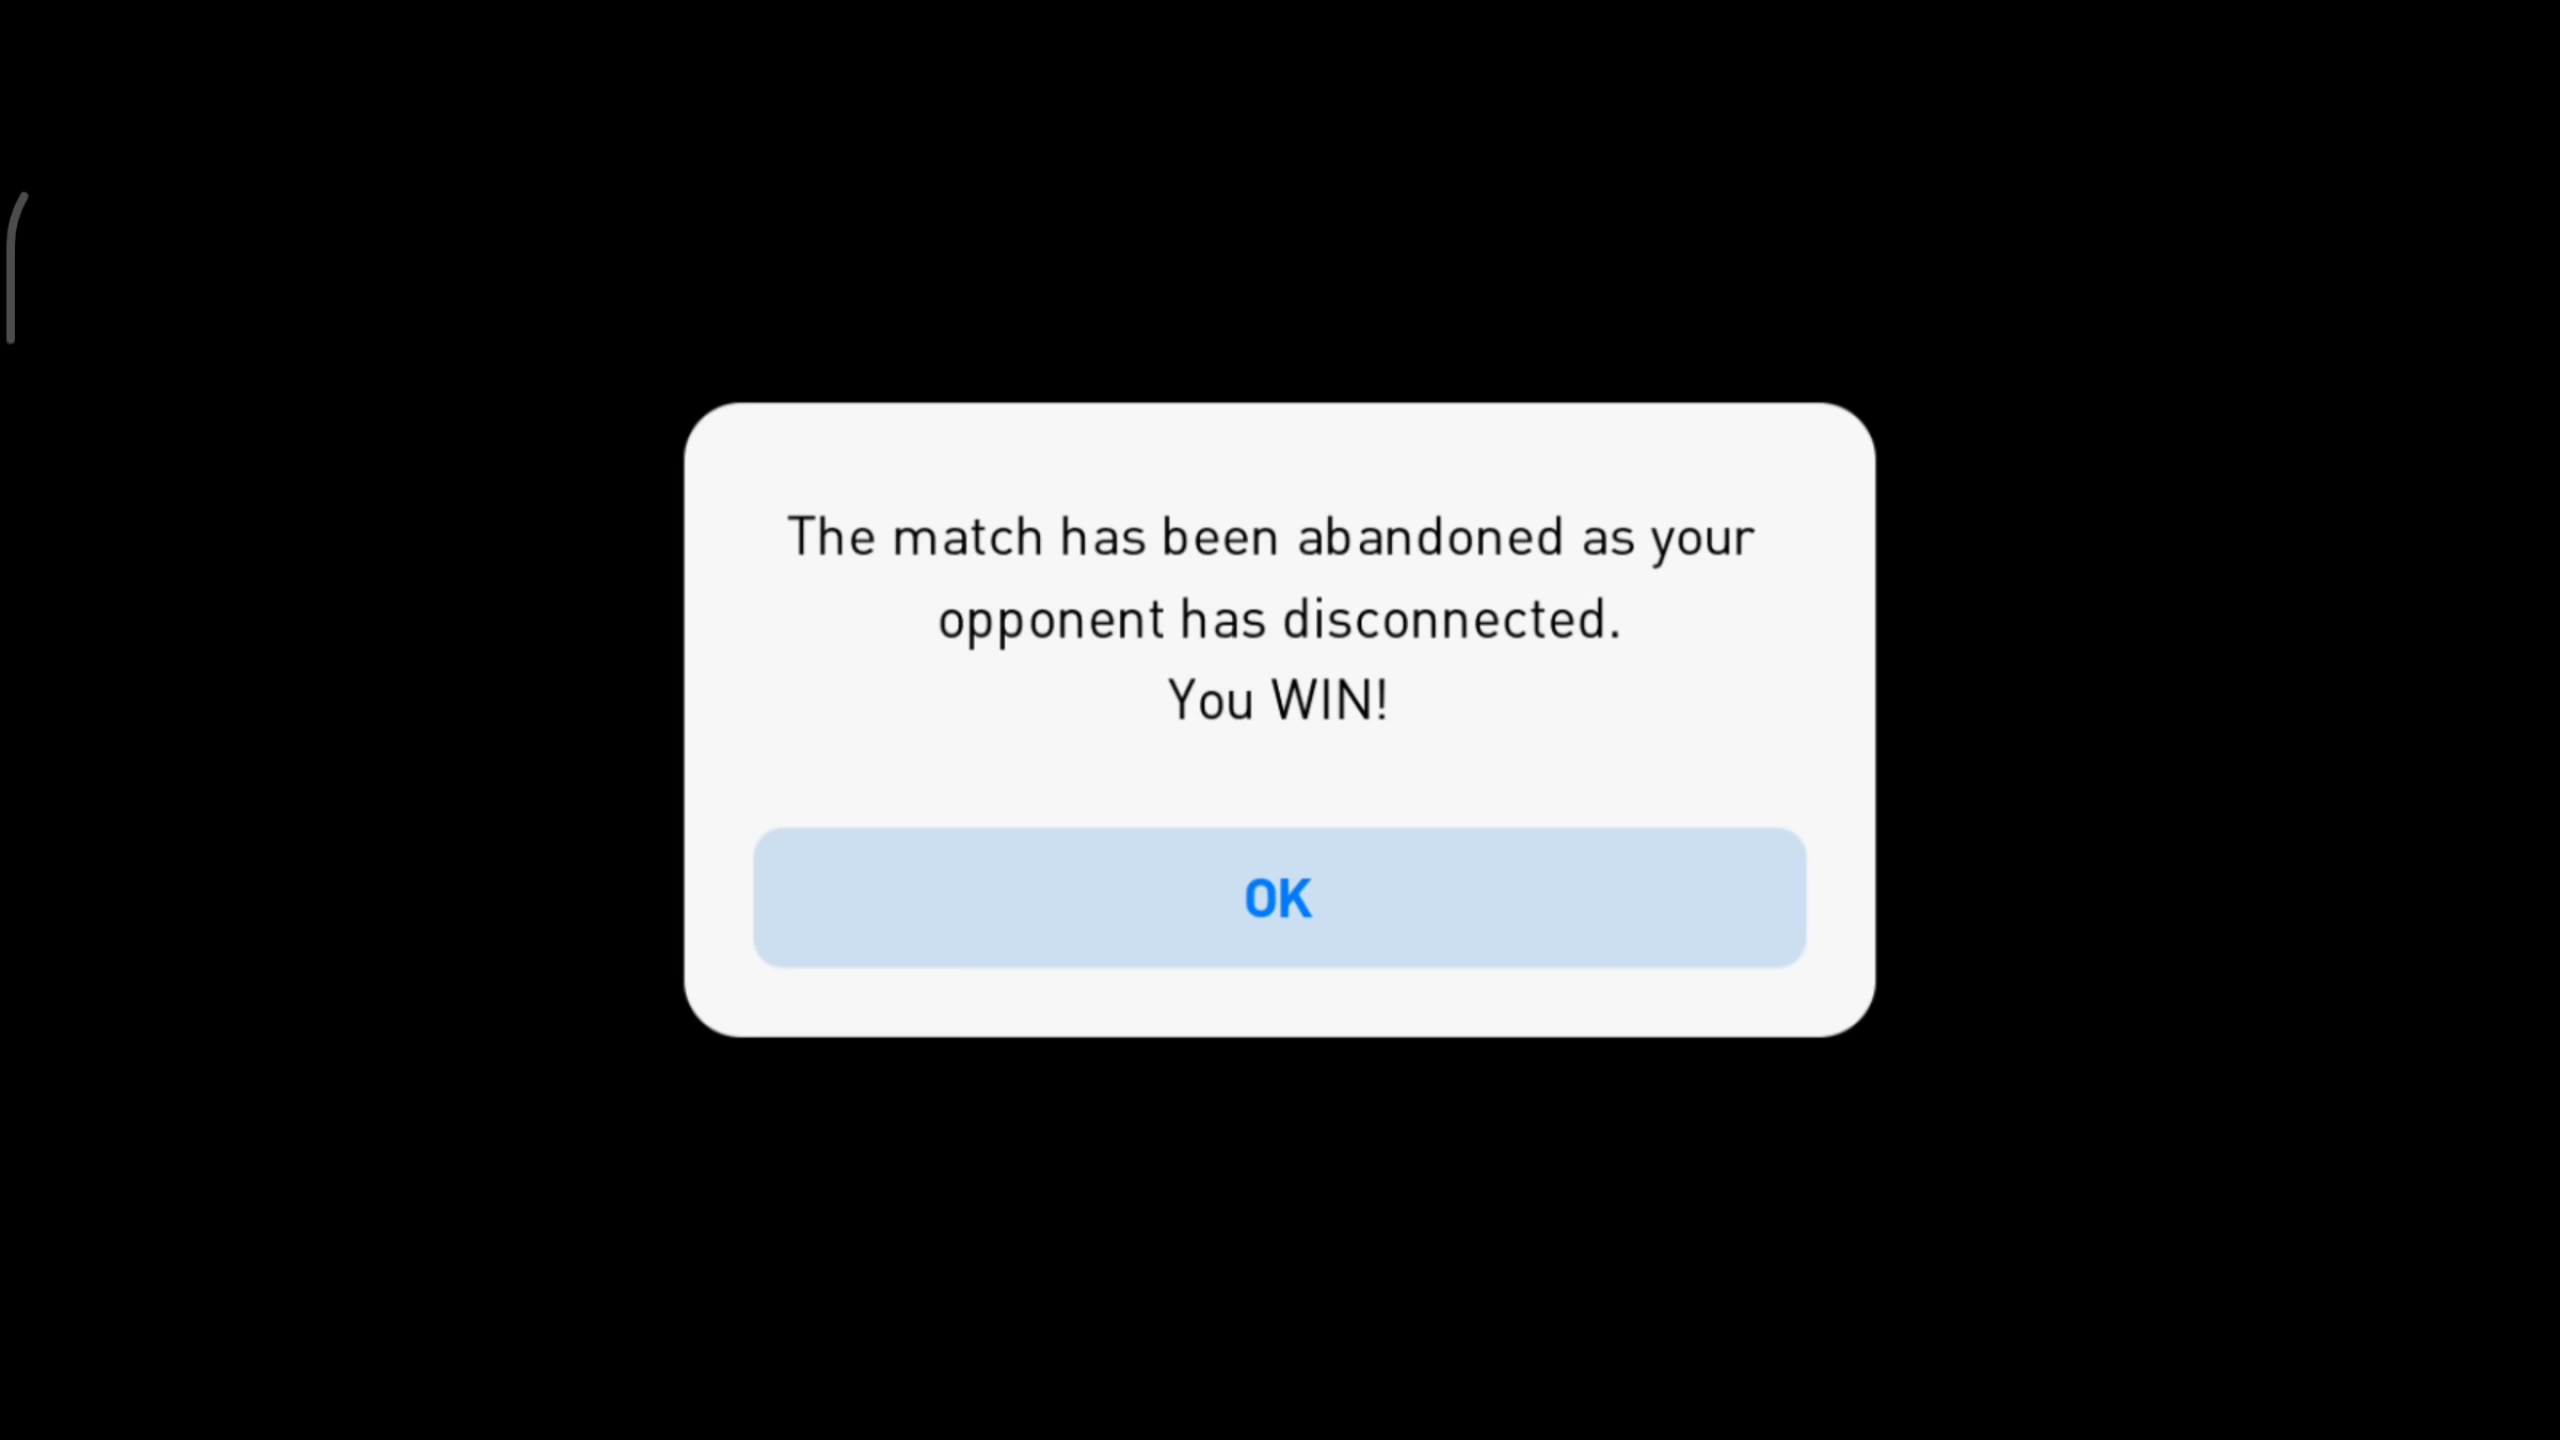 The match has been abandoned as your
opponent has disconnected.
You WIN!
OK